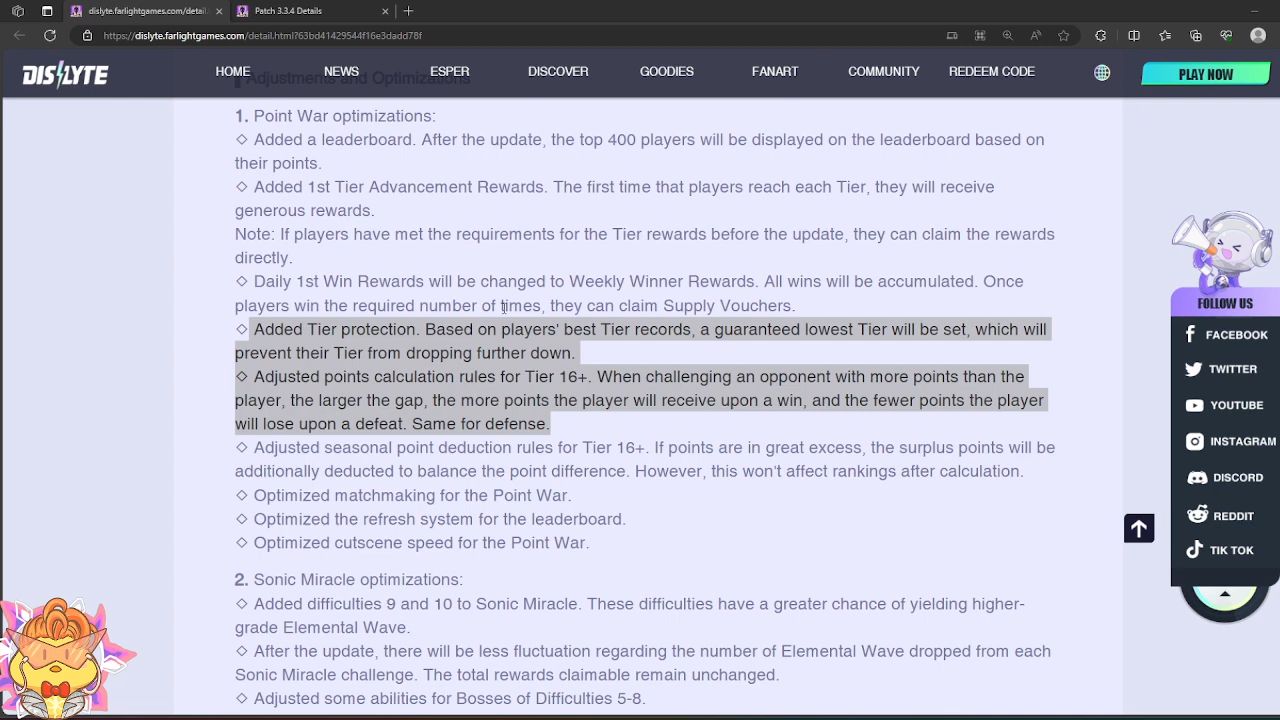 dislyte.farlightgames.com/detail
Patch 3.3.4 Details
https://dislyte.farlightgames.com/detail.html?763bd41429544f16e3dadd78f
DISLYTE
HOME
NEWS
ESPER
DISCOVER
GOODIES
FANART
COMMUNITY
REDEEM CODE
PLAY NOW
Adjustments and Optimizations
1. Point War optimizations:
◇ Added a leaderboard. After the update, the top 400 players will be displayed on the leaderboard based on
their points.
◇ Added 1st Tier Advancement Rewards. The first time that players reach each Tier, they will receive
generous rewards.
Note: If players have met the requirements for the Tier rewards before the update, they can claim the rewards
directly.
◇ Daily 1st Win Rewards will be changed to Weekly Winner Rewards. All wins will be accumulated. Once
players win the required number of times, they can claim Supply Vouchers.
◇ Added Tier protection. Based on players' best Tier records, a guaranteed lowest Tier will be set, which will
prevent their Tier from dropping further down.
◇ Adjusted points calculation rules for Tier 16+. When challenging an opponent with more points than the
player, the larger the gap, the more points the player will receive upon a win, and the fewer points the player
will lose upon a defeat. Same for defense.
◇ Adjusted seasonal point deduction rules for Tier 16+. If points are in great excess, the surplus points will be
additionally deducted to balance the point difference. However, this won't affect rankings after calculation.
◇ Optimized matchmaking for the Point War.
◇ Optimized the refresh system for the leaderboard.
◇ Optimized cutscene speed for the Point War.
2. Sonic Miracle optimizations:
◇ Added difficulties 9 and 10 to Sonic Miracle. These difficulties have a greater chance of yielding higher-
grade Elemental Wave.
◇ After the update, there will be less fluctuation regarding the number of Elemental Wave dropped from each
Sonic Miracle challenge. The total rewards claimable remain unchanged.
◇ Adjusted some abilities for Bosses of Difficulties 5-8.
FOLLOW US
FACEBOOK
TWITTER
YOUTUBE
INSTAGRAM
DISCORD
REDDIT
TIK TOK